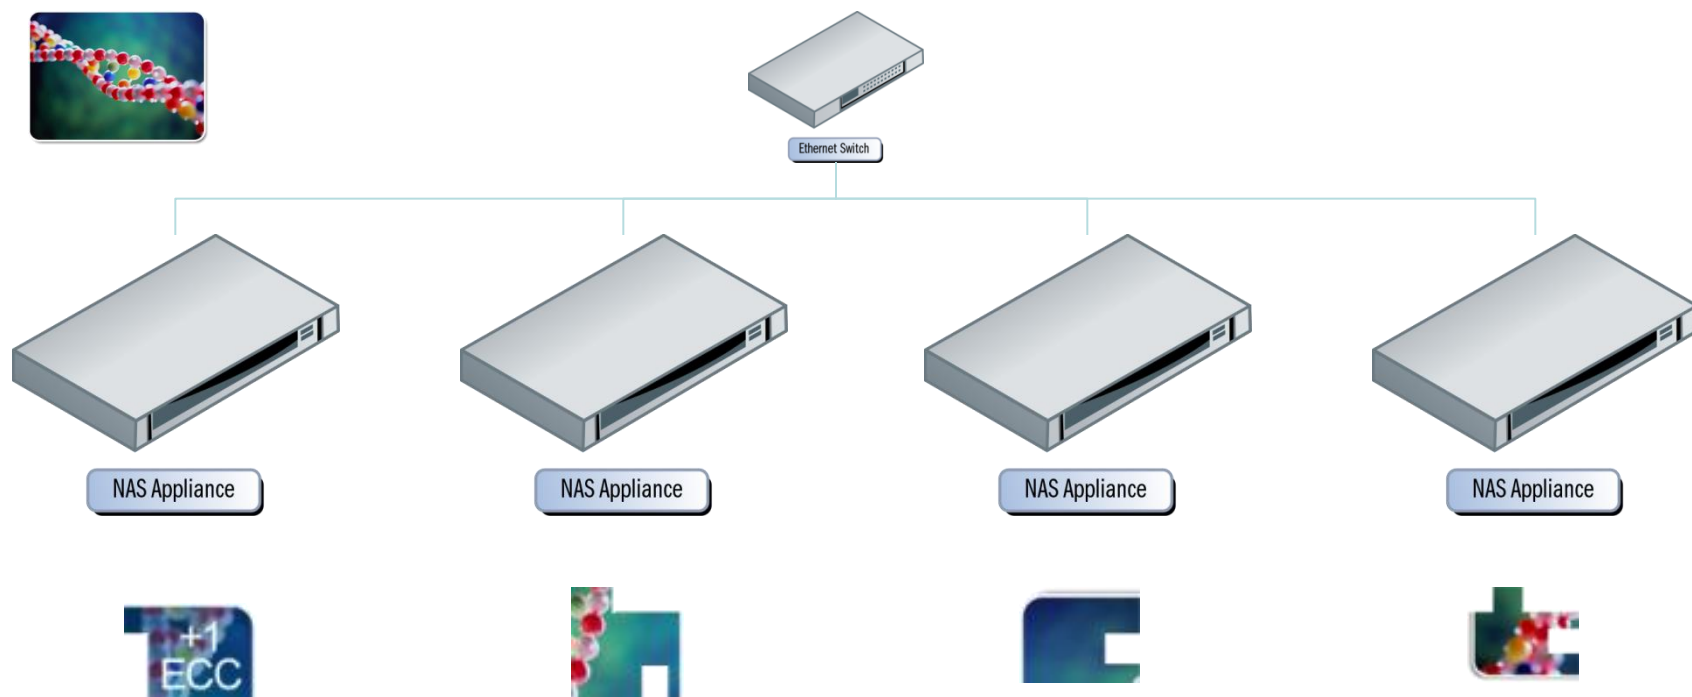 Ethernet Switch
NAS Appliance
NAS Appliance
NAS Appliance
NAS Appliance
+1
ECC